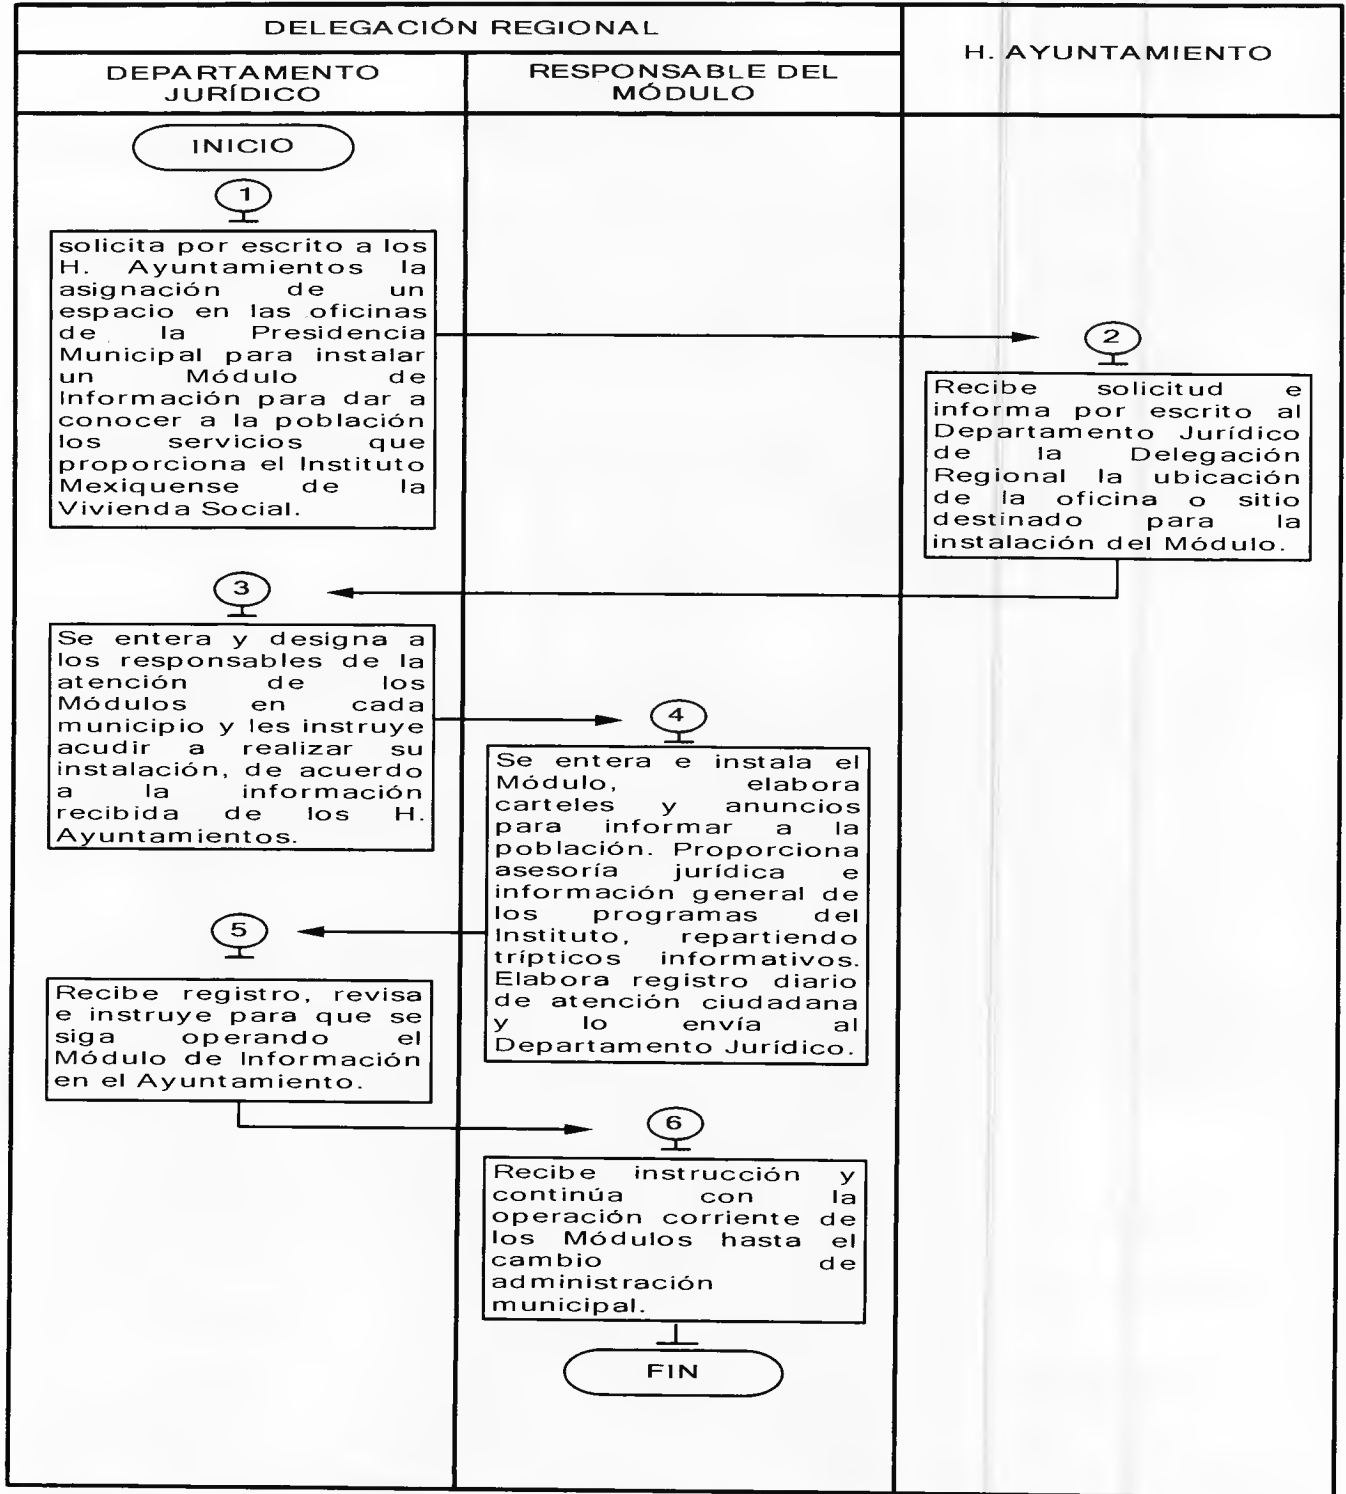 DELEGACIÓN REGIONAL
H. AYUNTAMIENTO
DEPARTAMENTO
JURÍDICO
RESPONSABLE DEL
MÓDULO
INICIO
1
solicita por escrito a los
H. Ayuntamientos la
asignación de un
espacio en las oficinas
de la Presidencia
Municipal para instalar
un Módulo de
Información para dar a
conocer a la población
los servicios que
proporciona el Instituto
Mexiquense de la
Vivienda Social.
2
Recibe solicitud e
informa por escrito al
Departamento Jurídico
de la Delegación
Regional la ubicación
de la oficina o sitio
destinado para la
instalación del Módulo.
3
Se entera y designa a
los responsables de la
atención de los
Módulos en cada
municipio y les instruye
acudir a realizar su
instalación, de acuerdo
a la información
recibida de los H.
Ayuntamientos.
4
Se entera e instala el
Módulo, elabora
carteles y anuncios
para informar a la
población. Proporciona
asesoría jurídica e
información general de
los programas del
Instituto, repartiendo
trípticos informativos.
Elabora registro diario
de atención ciudadana
y lo envía al
Departamento Jurídico.
5
Recibe registro, revisa
e instruye para que se
siga operando el
Módulo de Información
en el Ayuntamiento.
6
Recibe instrucción y
continúa con la
operación corriente de
los Módulos hasta el
cambio de
administración
municipal.
FIN